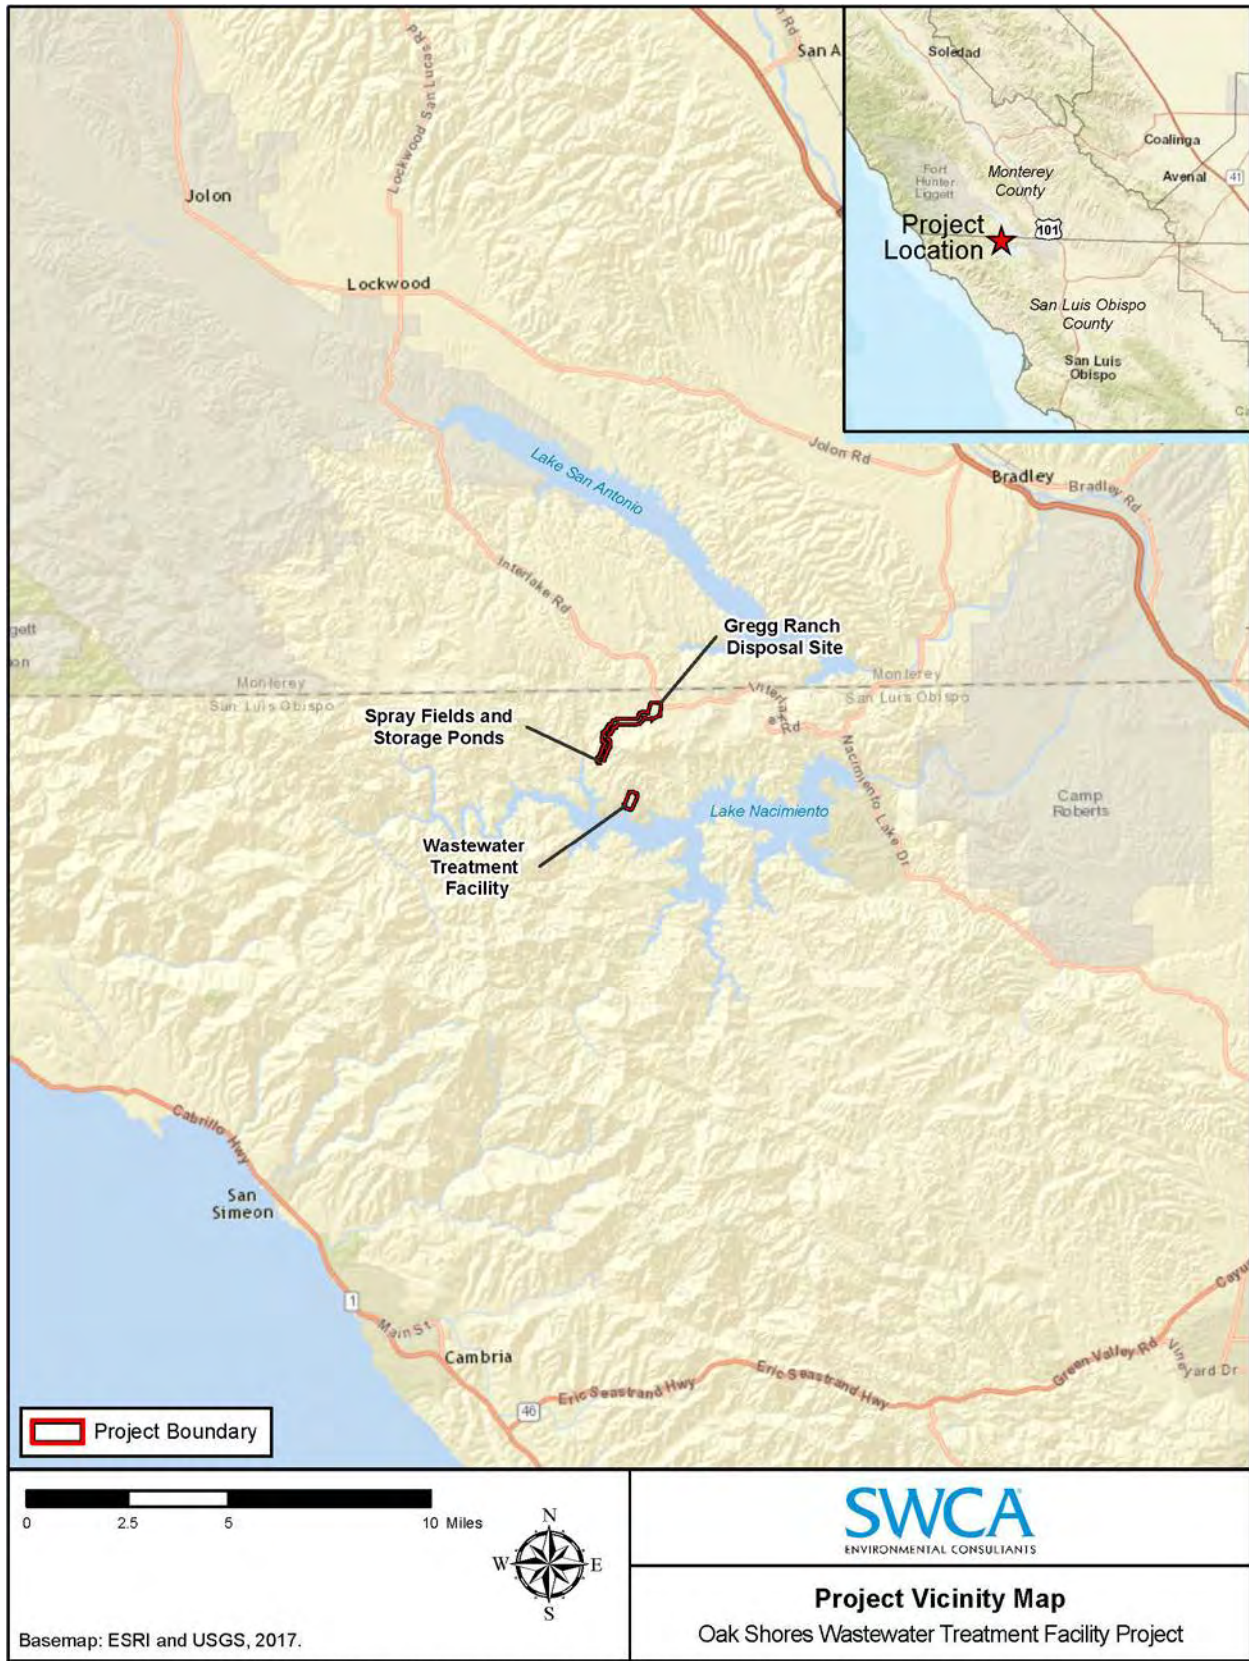 San A
Rd
Lockwood San Lucas Rd
Jolon
Lockwood
Soledad
Coalinga
Avenal
41
Fort
Hunter
Liggett
Monterey
County
Project
Location
101
San Luis Obispo
County
San Luis
Obispo
Ca
Lake San Antonio
Jolon Rd
Bradley
Bradley Rd
Interlake Rd
Gregg Ranch
Disposal Site
gett
on
Monterey
San Luis Obispo
Monterey
San Luis Obispo
Interlake Rd
Spray Fields and
Storage Ponds
Nacimiento Lake Dr
Lake Nacimiento
Camp
Roberts
Wastewater
Treatment
Facility
Cabrillo Hwy
San
Simeon
1
Main St
Cambria
Cayu
Green Valley Rd
Vineyard Dr
Eric Seastrand Hwy
Eric Seastrand Hwy
46
Project Boundary
0 2.5 5 10 Miles
N
W E
S
Basemap: ESRI and USGS, 2017.
SWCA
ENVIRONMENTAL CONSULTANTS
Project Vicinity Map
Oak Shores Wastewater Treatment Facility Project